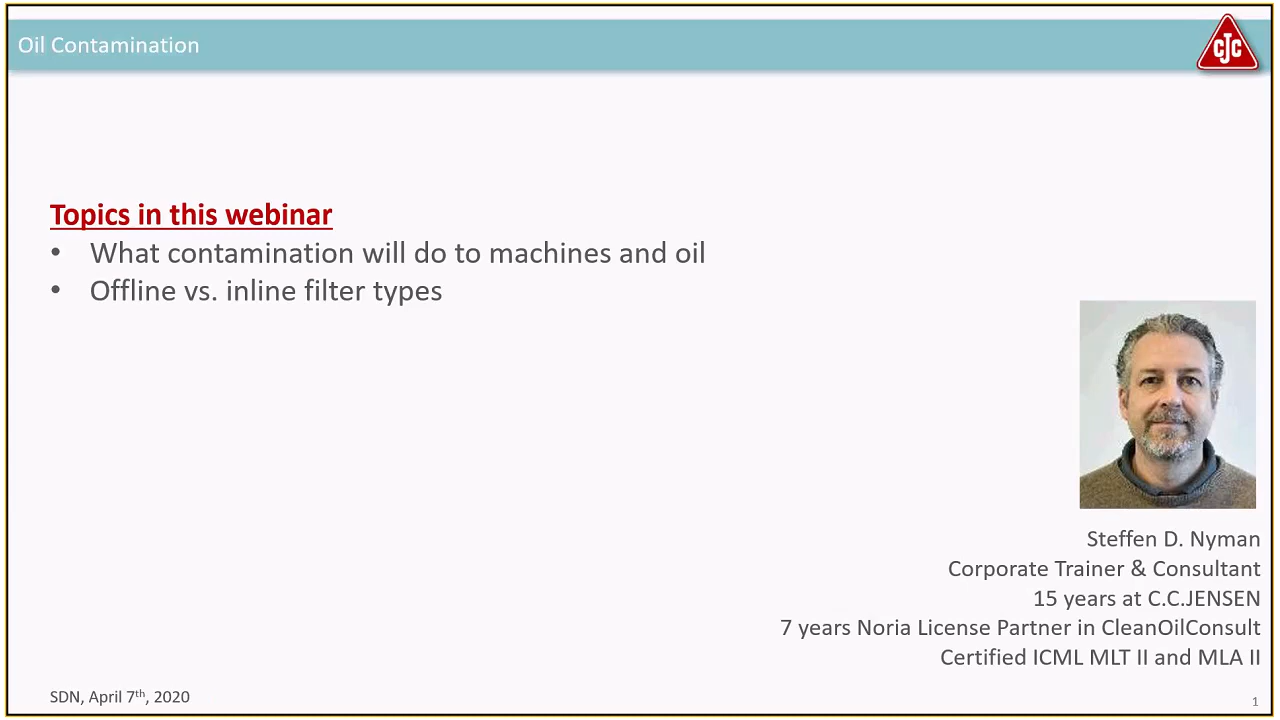 Oil Contamination
CJC
Topics in this webinar
• What contamination will do to machines and oil
• Offline vs. inline filter types
Steffen D. Nyman
Corporate Trainer & Consultant
15 years at C.C.JENSEN
7 years Noria License Partner in CleanOilConsult
Certified ICML MLT II and MLA II
SDN, April 7th, 2020
1